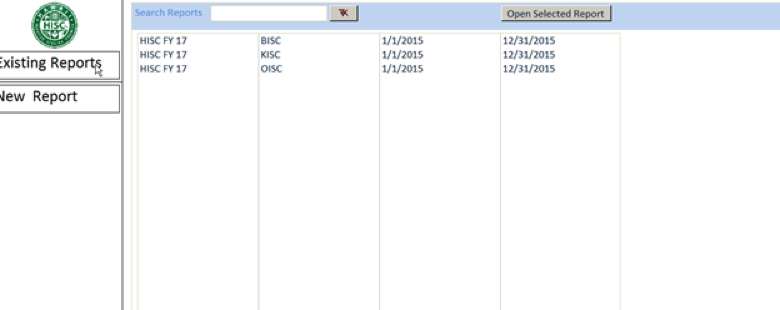 Search Reports Open Selected Report
HISC
Existing Reports
New Report
HISC FY 17 BISC 1/1/2015 12/31/2015
HISC FY 17 KISC 1/1/2015 12/31/2015
HISC FY 17 OISC 1/1/2015 12/31/2015